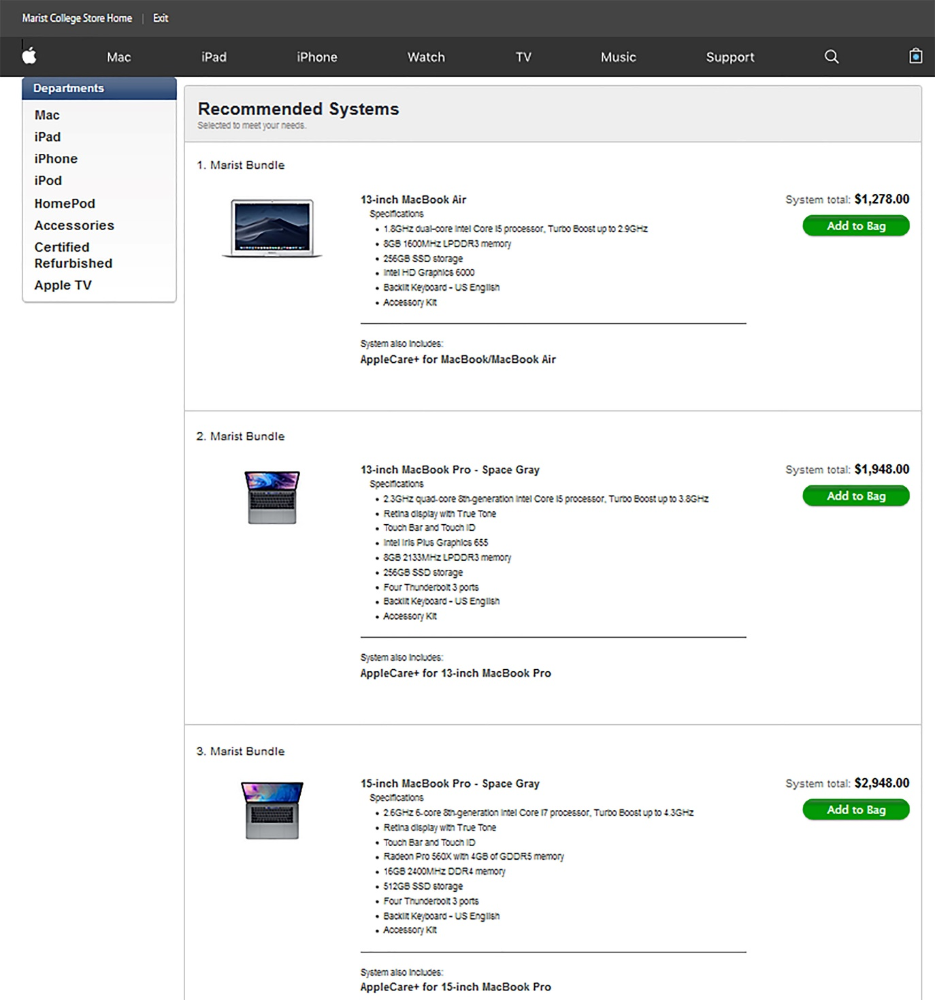 Marist College Store Home | Exit
Mac iPad iPhone Watch TV Music Support
Departments
Mac
iPad
iPhone
iPod
HomePod
Accessories
Certified
Refurbished
Apple TV
Recommended Systems
Selected to meet your needs.
1. Marist Bundle
13-inch MacBook Air
System total: $1,278.00
Specifications
Add to Bag
• 1.8GHz dual-core Intel Core i5 processor, Turbo Boost up to 2.9GHz
• 8GB 1600MHz LPDDR3 memory
• 256GB SSD storage
• Intel HD Graphics 6000
• Backlit Keyboard - US English
• Accessory Kit
System also includes:
AppleCare+ for MacBook/MacBook Air
2. Marist Bundle
13-inch MacBook Pro - Space Gray
System total: $1,948.00
Specifications
Add to Bag
• 2.3GHz quad-core 8th-generation Intel Core i5 processor, Turbo Boost up to 3.8GHz
• Retina display with True Tone
• Touch Bar and Touch ID
• Intel Iris Plus Graphics 655
• 8GB 2133MHz LPDDR3 memory
• 256GB SSD storage
• Four Thunderbolt 3 ports
• Backlit Keyboard - US English
• Accessory Kit
System also includes:
AppleCare+ for 13-inch MacBook Pro
3. Marist Bundle
15-inch MacBook Pro - Space Gray
System total: $2,948.00
Specifications
Add to Bag
• 2.6GHz 6-core 8th-generation Intel Core i7 processor, Turbo Boost up to 4.3GHz
• Retina display with True Tone
• Touch Bar and Touch ID
• Radeon Pro 560X with 4GB of GDDR5 memory
• 16GB 2400MHz DDR4 memory
• 512GB SSD storage
• Four Thunderbolt 3 ports
• Backlit Keyboard - US English
• Accessory Kit
System also includes:
AppleCare+ for 15-inch MacBook Pro